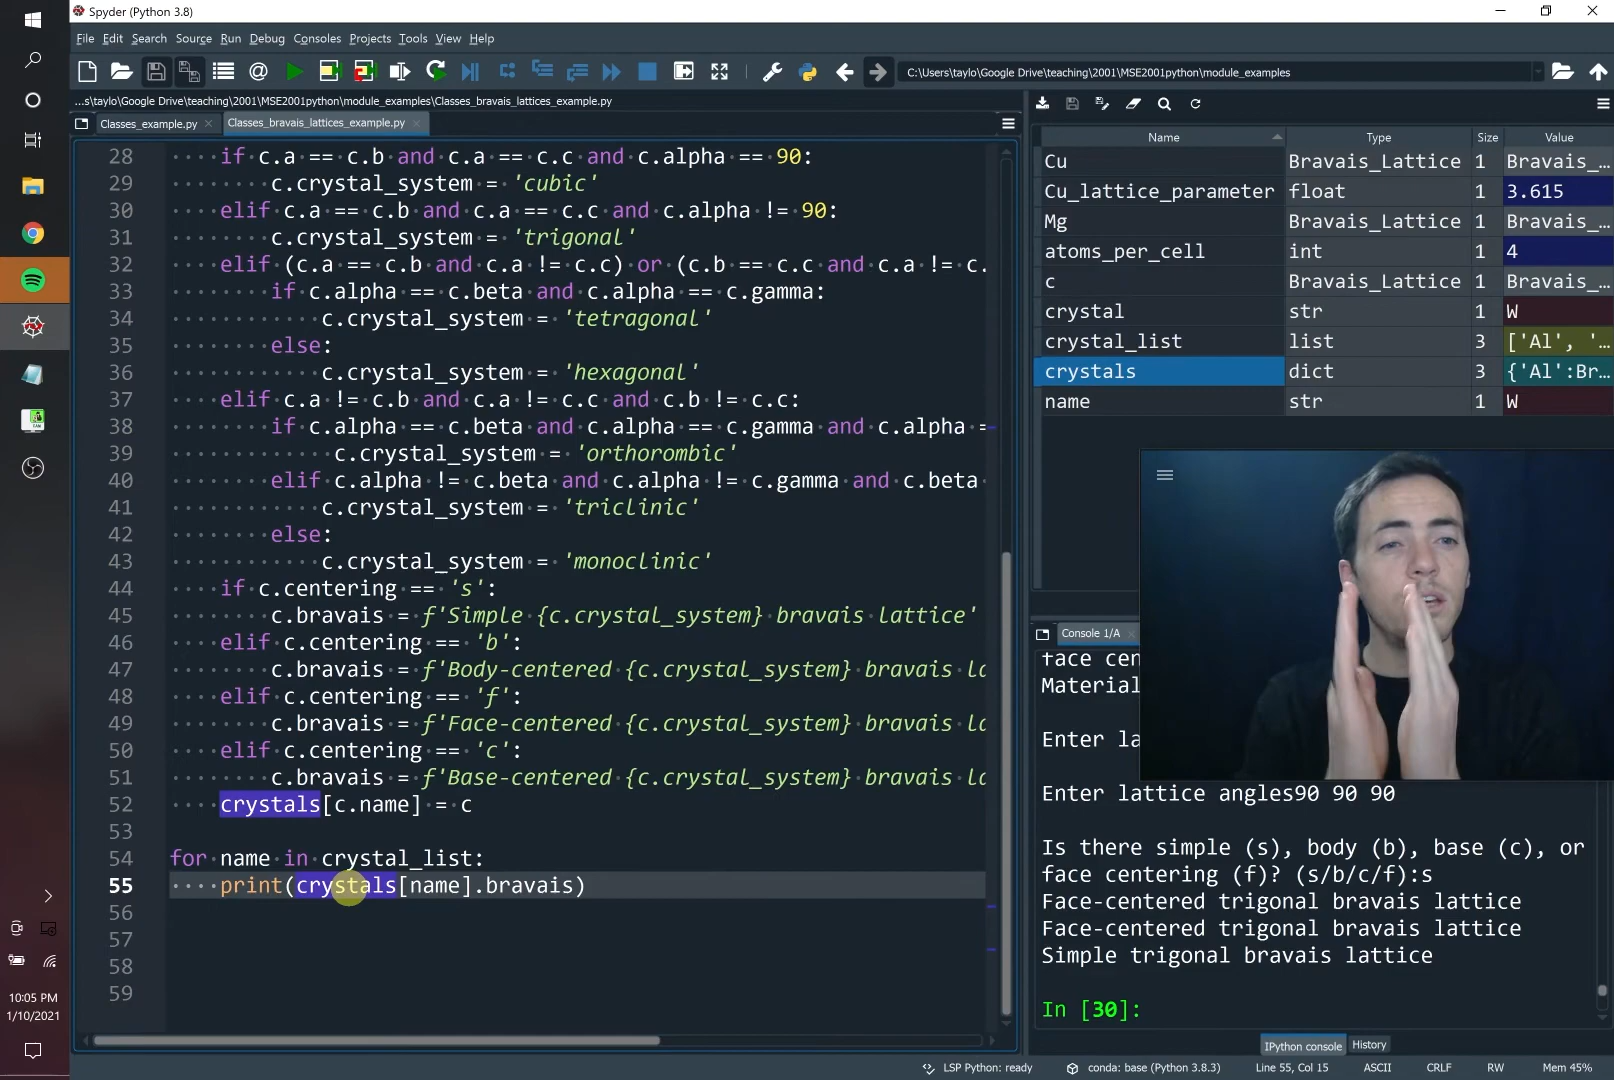 Spyder (Python 3.8)
File Edit Search Source Run Debug Consoles Projects Tools View Help
C:\Users\taylo\Google Drive\teaching\2001\MSE2001python\module_examples
...s\taylo\Google Drive\teaching\2001\MSE2001python\module_examples\Classes_bravais_lattices_example.py
Classes_example.py Classes_bravais_lattices_example.py
28 if c.a == c.b and c.a == c.c and c.alpha == 90:
29 c.crystal_system = 'cubic'
30 elif c.a == c.b and c.a == c.c and c.alpha != 90:
31 c.crystal_system = 'trigonal'
32 elif (c.a == c.b and c.a != c.c) or (c.b == c.c and c.a != c.
33 if c.alpha == c.beta and c.alpha == c.gamma:
34 c.crystal_system = 'tetragonal'
35 else:
36 c.crystal_system = 'hexagonal'
37 elif c.a != c.b and c.a != c.c and c.b != c.c:
38 if c.alpha == c.beta and c.alpha == c.gamma and c.alpha =
39 c.crystal_system = 'orthorombic'
40 elif c.alpha != c.beta and c.alpha != c.gamma and c.beta
41 c.crystal_system = 'triclinic'
42 else:
43 c.crystal_system = 'monoclinic'
44 if c.centering == 's':
45 c.bravais = f'Simple {c.crystal_system} bravais lattice'
46 elif c.centering == 'b':
47 c.bravais = f'Body-centered {c.crystal_system} bravais la
48 elif c.centering == 'f':
49 c.bravais = f'Face-centered {c.crystal_system} bravais la
50 elif c.centering == 'c':
51 c.bravais = f'Base-centered {c.crystal_system} bravais la
52 crystals[c.name] = c
53
54 for name in crystal_list:
55 print(crystals[name].bravais)
56
57
58
59
Name Type Size Value
Cu Bravais_Lattice 1 Bravais_...
Cu_lattice_parameter float 1 3.615
Mg Bravais_Lattice 1 Bravais_...
atoms_per_cell int 1 4
c Bravais_Lattice 1 Bravais_...
crystal str 1 W
crystal_list list 3 ['Al', '...
crystals dict 3 {'Al':Br...
name str 1 W
Console 1/A
face cen
Material
Enter la
Enter lattice angles90 90 90
Is there simple (s), body (b), base (c), or
face centering (f)? (s/b/c/f):s
Face-centered trigonal bravais lattice
Face-centered trigonal bravais lattice
Simple trigonal bravais lattice
In [30]:
IPython console History
LSP Python: ready conda: base (Python 3.8.3) Line 55, Col 15 ASCII CRLF RW Mem 45%
10:05 PM
1/10/2021